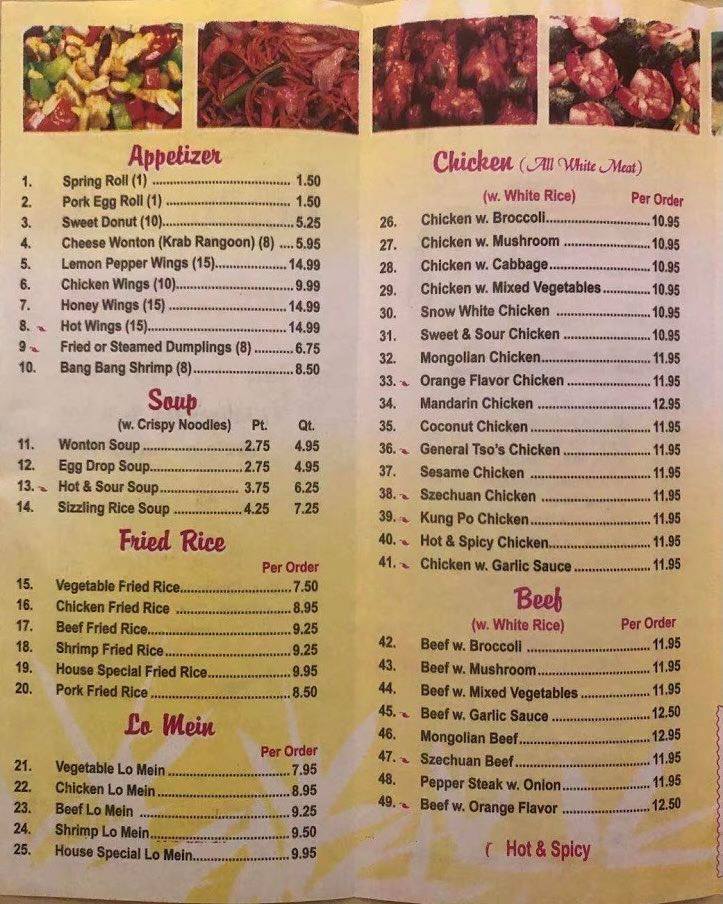 Appetizer
1. Spring Roll (1) ................................ 1.50
2. Pork Egg Roll (1) ............................ 1.50
3. Sweet Donut (10)............................. 5.25
4. Cheese Wonton (Krab Rangoon) (8) .... 5.95
5. Lemon Pepper Wings (15)................. 14.99
6. Chicken Wings (10)........................... 9.99
7. Honey Wings (15) ............................ 14.99
8. Hot Wings (15)................................. 14.99
9 Fried or Steamed Dumplings (8) .......... 6.75
10. Bang Bang Shrimp (8)........................ 8.50
Soup
(w. Crispy Noodles) Pt. Qt.
11. Wonton Soup ........................ 2.75 4.95
12. Egg Drop Soup...................... 2.75 4.95
13. Hot & Sour Soup.................... 3.75 6.25
14. Sizzling Rice Soup ................ 4.25 7.25
Fried Rice
Per Order
15. Vegetable Fried Rice........................... 7.50
16. Chicken Fried Rice ............................ 8.95
17. Beef Fried Rice................................... 9.25
18. Shrimp Fried Rice............................... 9.25
19. House Special Fried Rice.................... 9.95
20. Pork Fried Rice .................................. 8.50
Lo Mein
Per Order
21. Vegetable Lo Mein .............................. 7.95
22. Chicken Lo Mein ................................. 8.95
23. Beef Lo Mein ..................................... 9.25
24. Shrimp Lo Mein................................... 9.50
25. House Special Lo Mein........................ 9.95
Chicken (All White Meat)
(w. White Rice) Per Order
26. Chicken w. Broccoli.......................... 10.95
27. Chicken w. Mushroom ...................... 10.95
28. Chicken w. Cabbage......................... 10.95
29. Chicken w. Mixed Vegetables............ 10.95
30. Snow White Chicken ........................ 10.95
31. Sweet & Sour Chicken ...................... 10.95
32. Mongolian Chicken........................... 11.95
33. Orange Flavor Chicken ..................... 11.95
34. Mandarin Chicken ............................ 12.95
35. Coconut Chicken .............................. 11.95
36. General Tso's Chicken ...................... 11.95
37. Sesame Chicken .............................. 11.95
38. Szechuan Chicken ............................ 11.95
39. Kung Po Chicken............................... 11.95
40. Hot & Spicy Chicken.......................... 11.95
41. Chicken w. Garlic Sauce .................... 11.95
Beef
(w. White Rice) Per Order
42. Beef w. Broccoli ............................... 11.95
43. Beef w. Mushroom............................. 11.95
44. Beef w. Mixed Vegetables .................. 11.95
45. Beef w. Garlic Sauce ......................... 12.50
46. Mongolian Beef................................. 12.95
47. Szechuan Beef.................................. 11.95
48. Pepper Steak w. Onion...................... 11.95
49. Beef w. Orange Flavor ...................... 12.50
Hot & Spicy